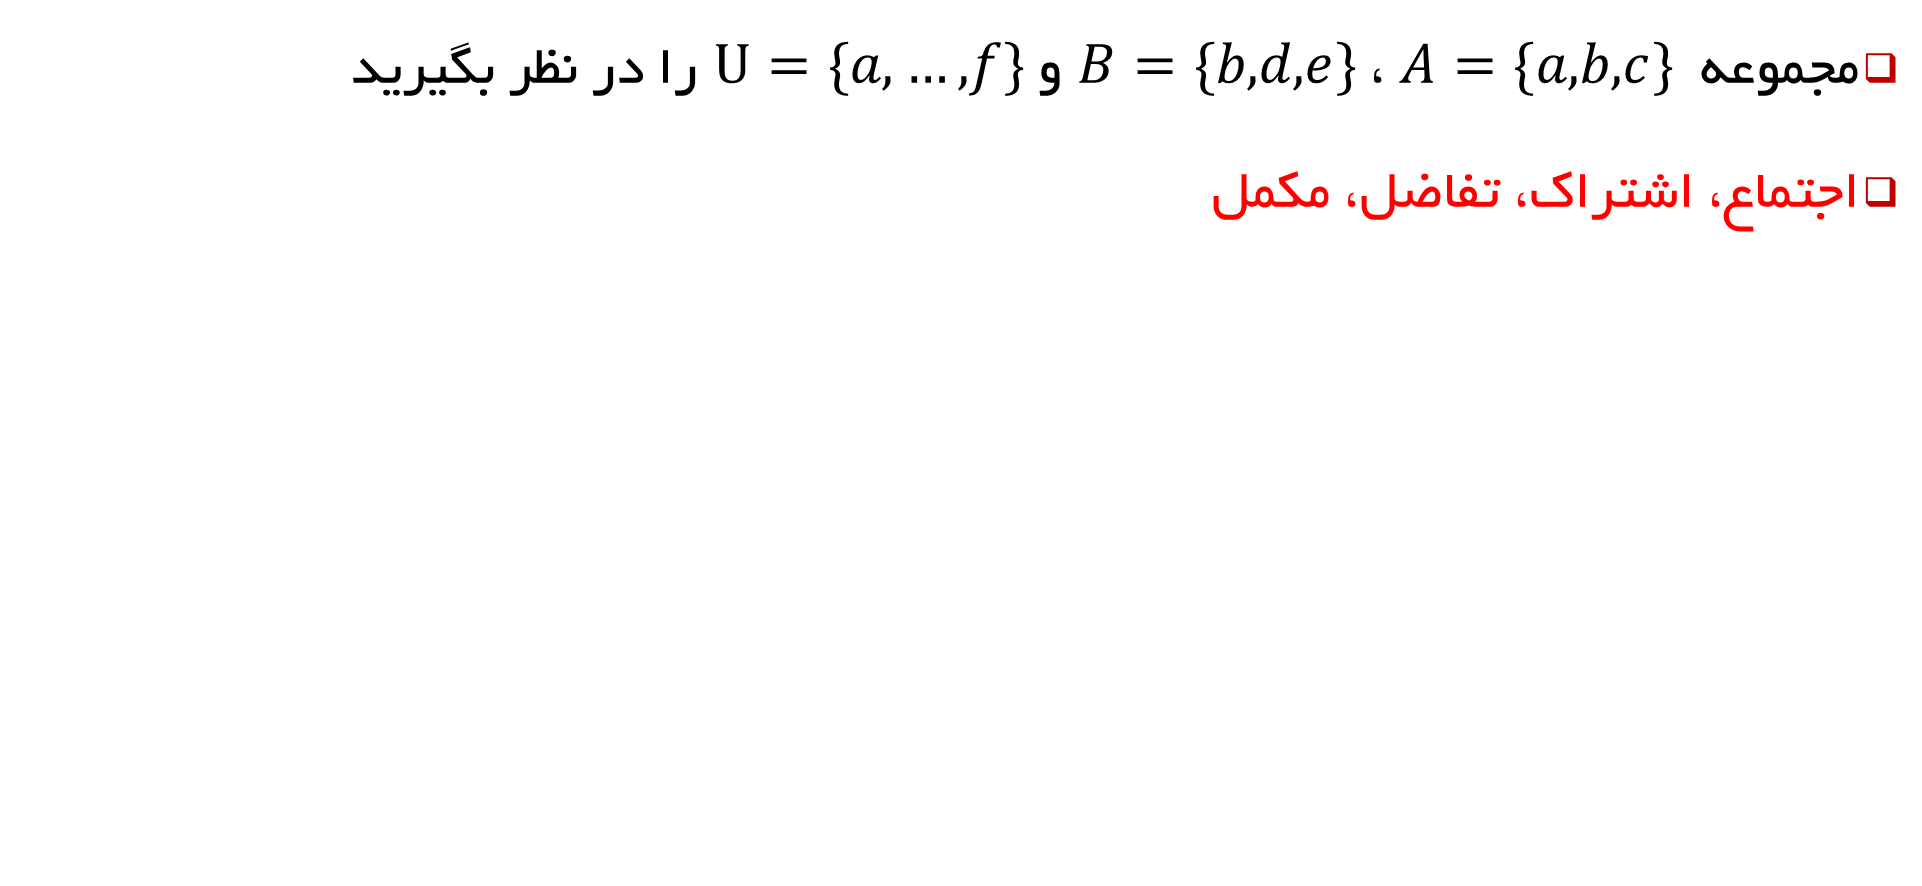 مجموعه A = {a,b,c} ، B = {b,d,e} و U = {a, … ,f} را در نظر بگیرید
اجتماع، اشتراک، تفاضل، مکمل